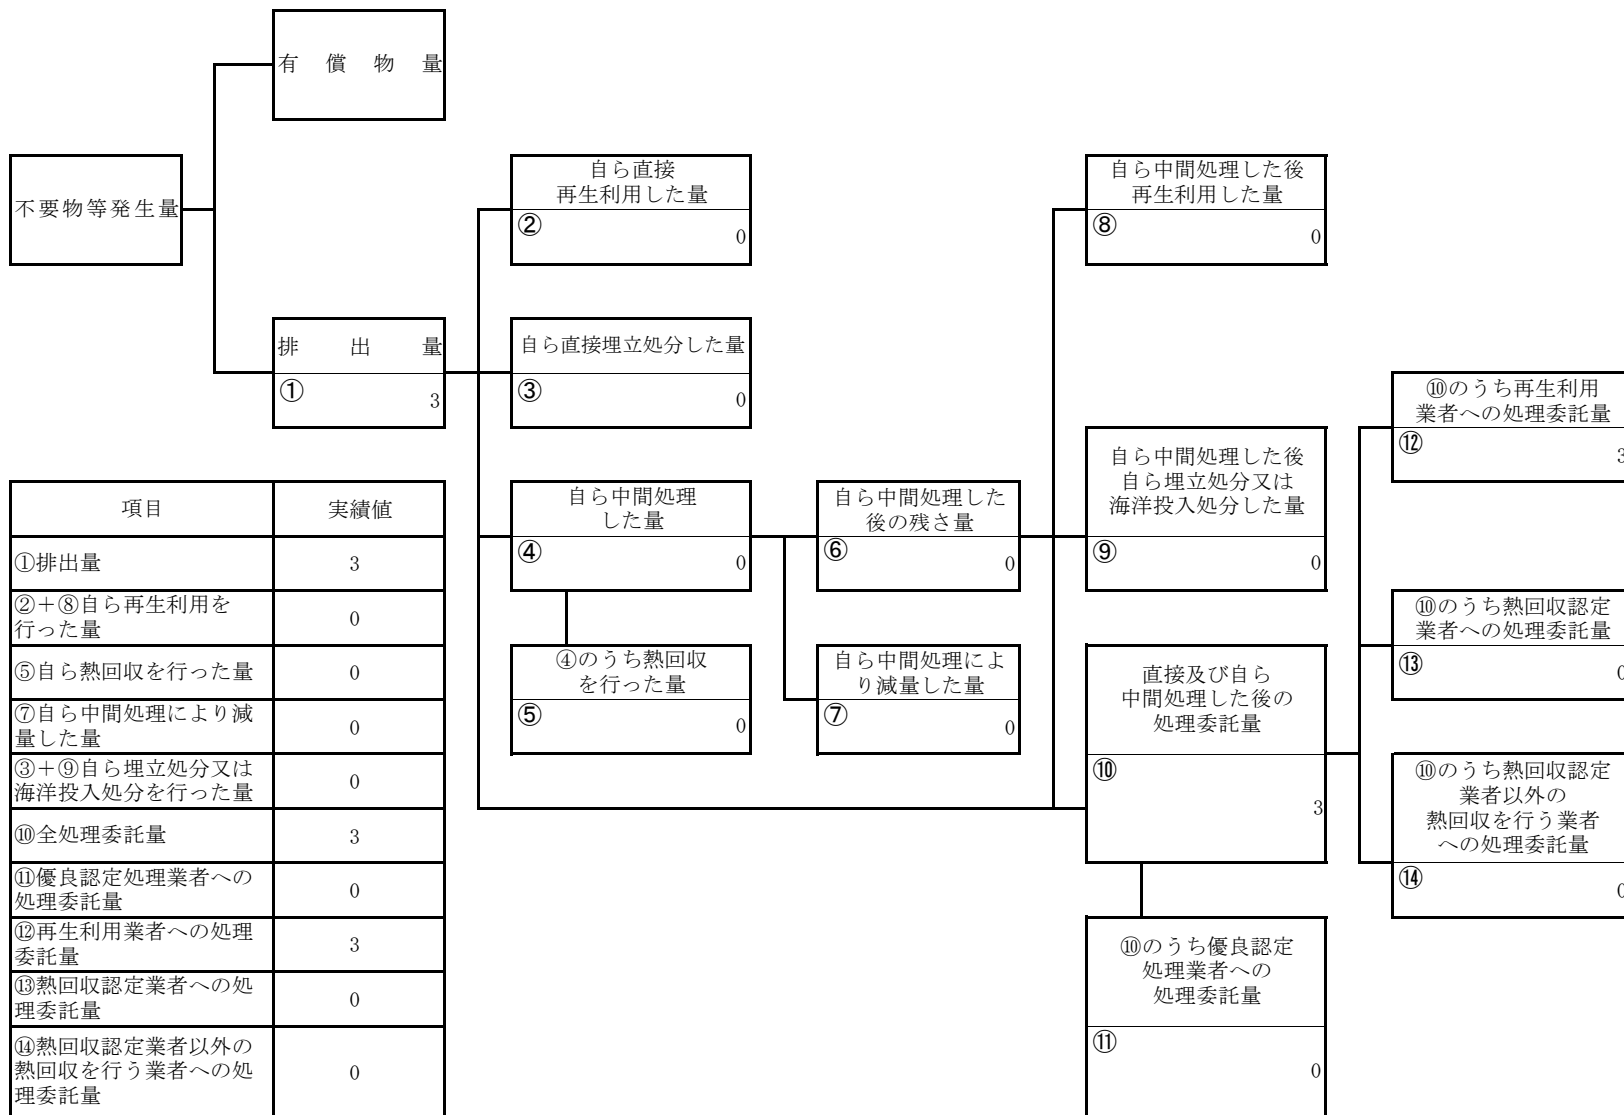 有償物量
不要物等発生量
自ら直接
再生利用した量
②
0
自ら中間処理した後
再生利用した量
⑧
0
排出量
①
3
自ら直接埋立処分した量
③
0
⑩のうち再生利用
業者への処理委託量
⑫
3
自ら中間処理
した量
④
0
自ら中間処理した
後の残さ量
⑥
0
自ら中間処理した後
自ら埋立処分又は
海洋投入処分した量
⑨
0
⑩のうち熱回収認定
業者への処理委託量
⑬
0
④のうち熱回収
を行った量
⑤
0
自ら中間処理によ
り減量した量
⑦
0
直接及び自ら
中間処理した後の
処理委託量
⑩
3
⑩のうち熱回収認定
業者以外の
熱回収を行う業者
への処理委託量
⑭
0
⑩のうち優良認定
処理業者への
処理委託量
⑪
0
項目 実績値
①排出量 3
②＋⑧自ら再生利用を
行った量 0
⑤自ら熱回収を行った量 0
⑦自ら中間処理により減
量した量 0
③＋⑨自ら埋立処分又は
海洋投入処分を行った量 0
⑩全処理委託量 3
⑪優良認定処理業者への
処理委託量 0
⑫再生利用業者への処理
委託量 3
⑬熱回収認定業者への処
理委託量 0
⑭熱回収認定業者以外の
熱回収を行う業者への処
理委託量 0